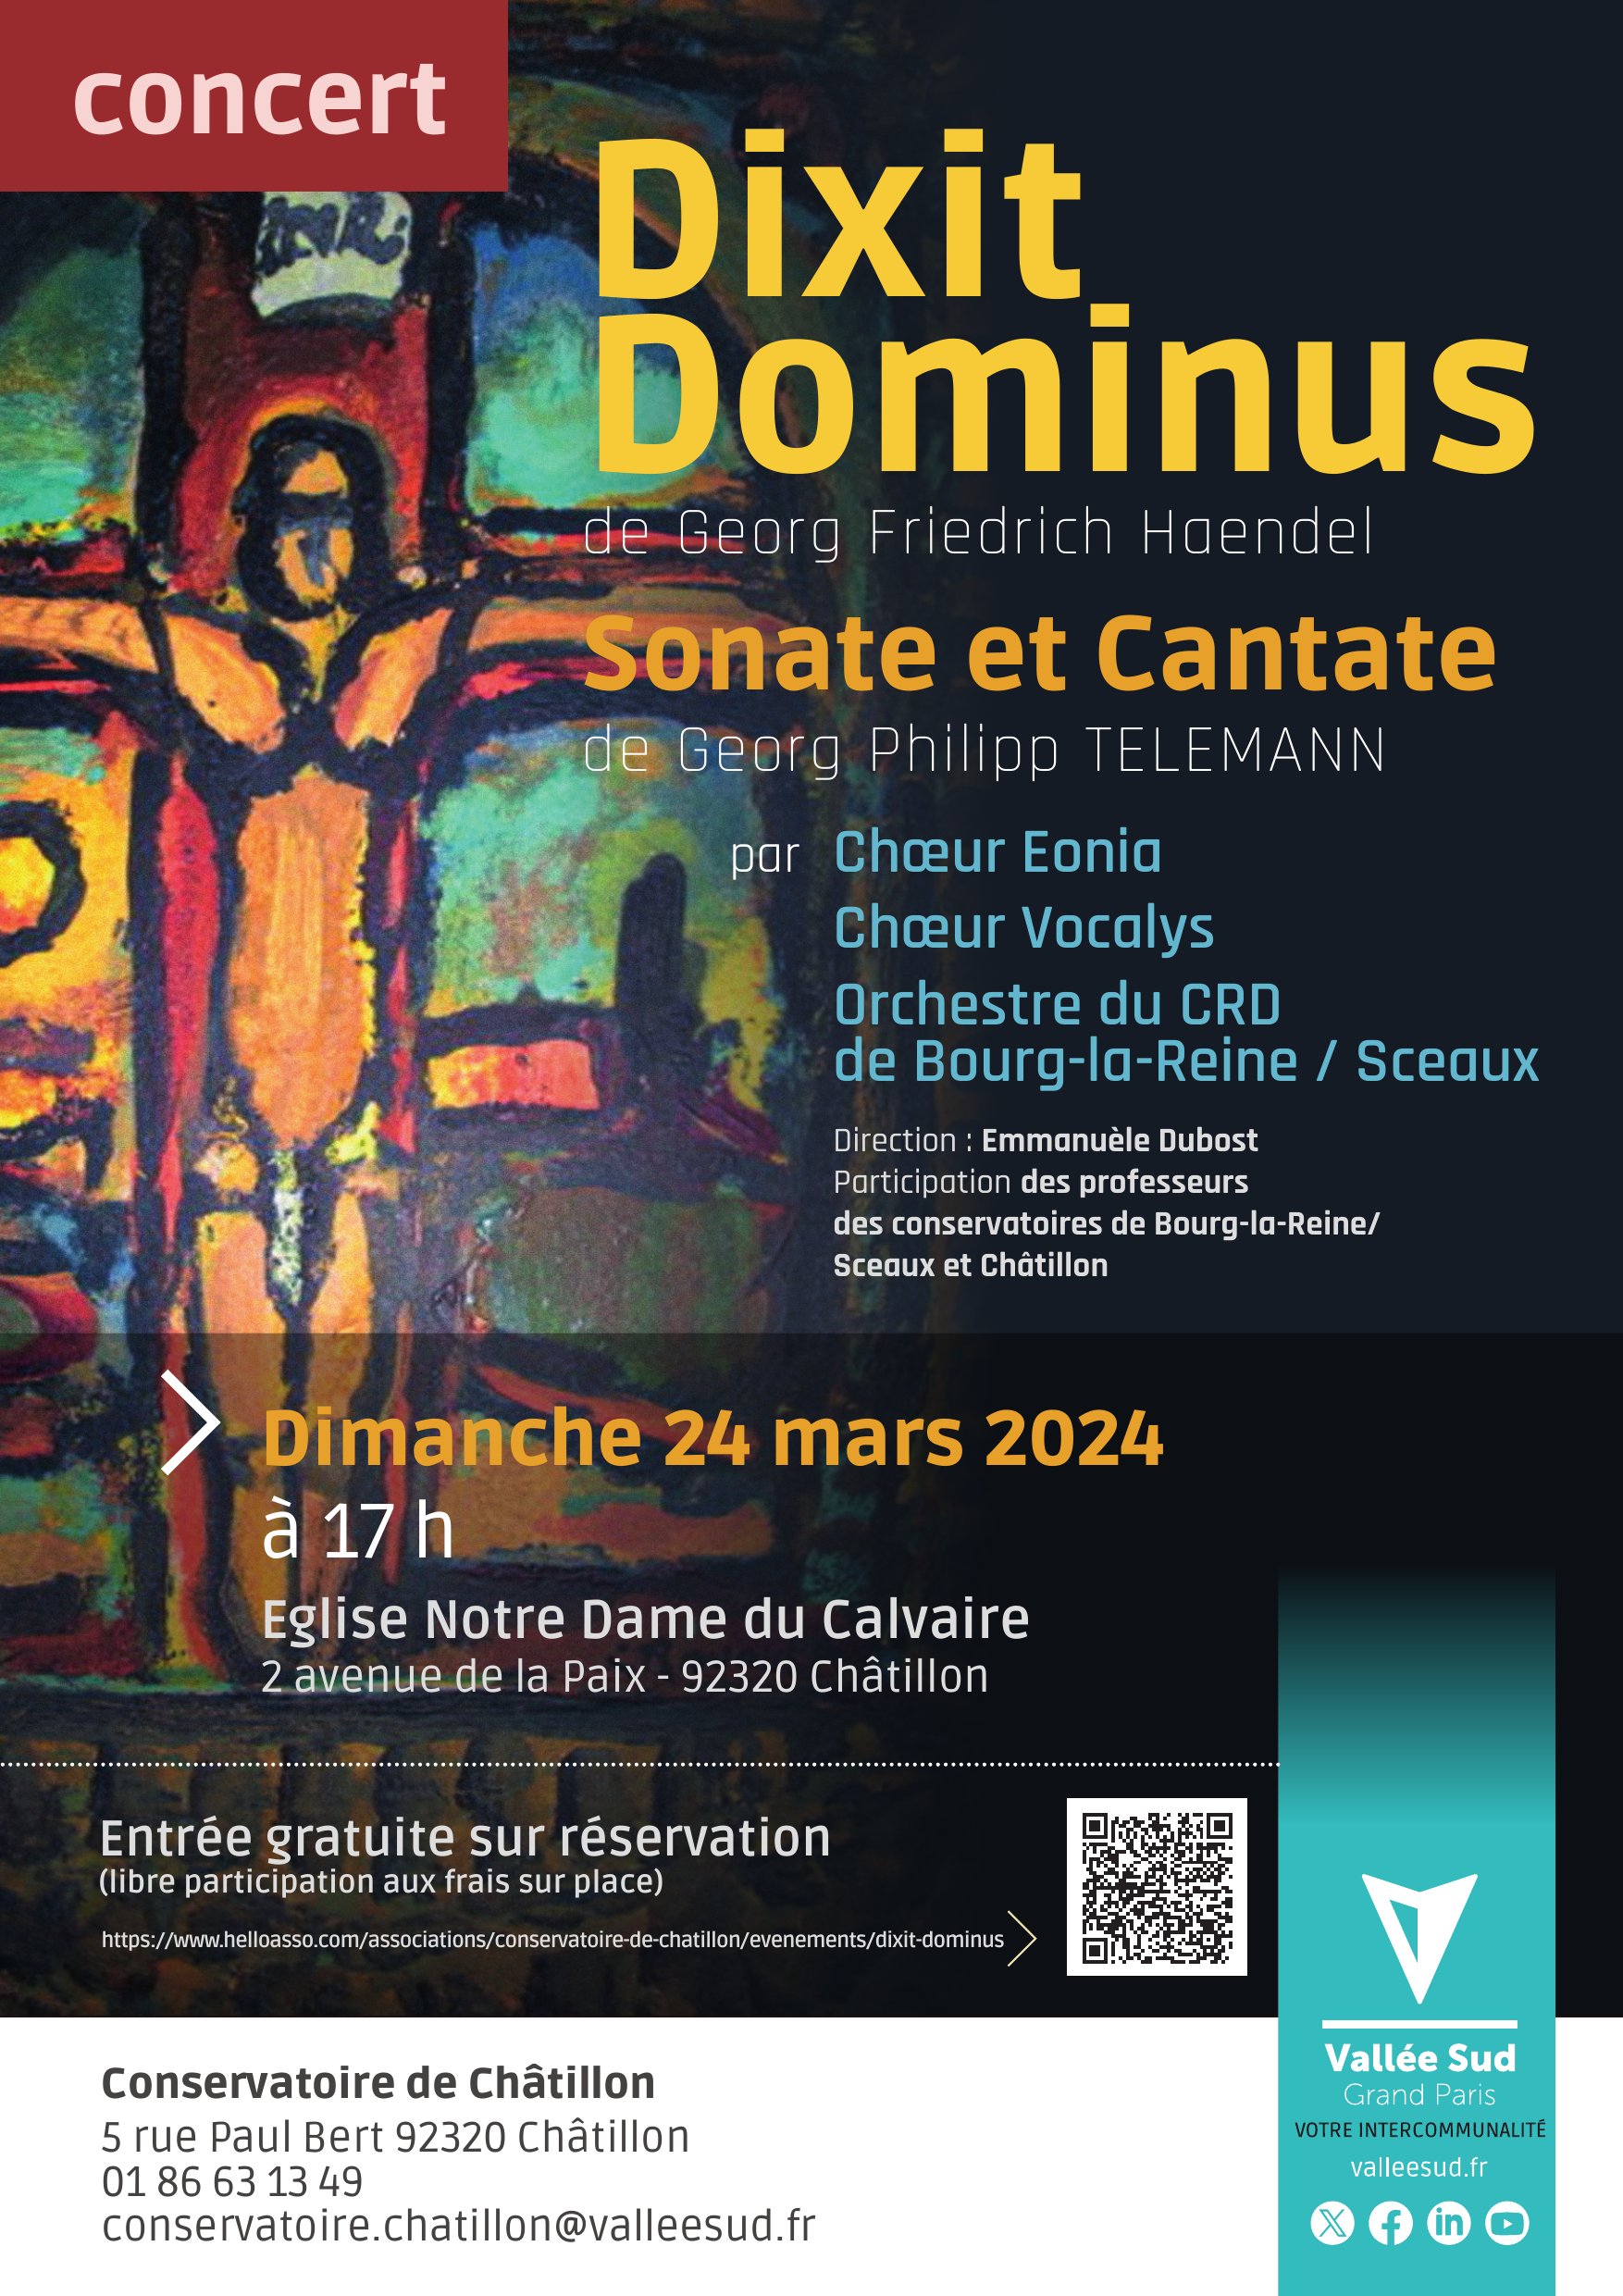 concert
Dixit
Dominus
de Georg Friedrich Haendel
Sonate et Cantate
de Georg Philipp TELEMANN
par Chœur Eonia
Chœur Vocalys
Orchestre du CRD
de Bourg-la-Reine / Sceaux
Direction : Emmanuèle Dubost
Participation des professeurs
des conservatoires de Bourg-la-Reine/
Sceaux et Châtillon
Dimanche 24 mars 2024
à 17 h
Eglise Notre Dame du Calvaire
2 avenue de la Paix - 92320 Châtillon
Entrée gratuite sur réservation
(libre participation aux frais sur place)
https://www.helloasso.com/associations/conservatoire-de-chatillon/evenements/dixit-dominus
Conservatoire de Châtillon
5 rue Paul Bert 92320 Châtillon
01 86 63 13 49
conservatoire.chatillon@valleesud.fr
Vallée Sud
Grand Paris
VOTRE INTERCOMMUNALITÉ
valleesud.fr